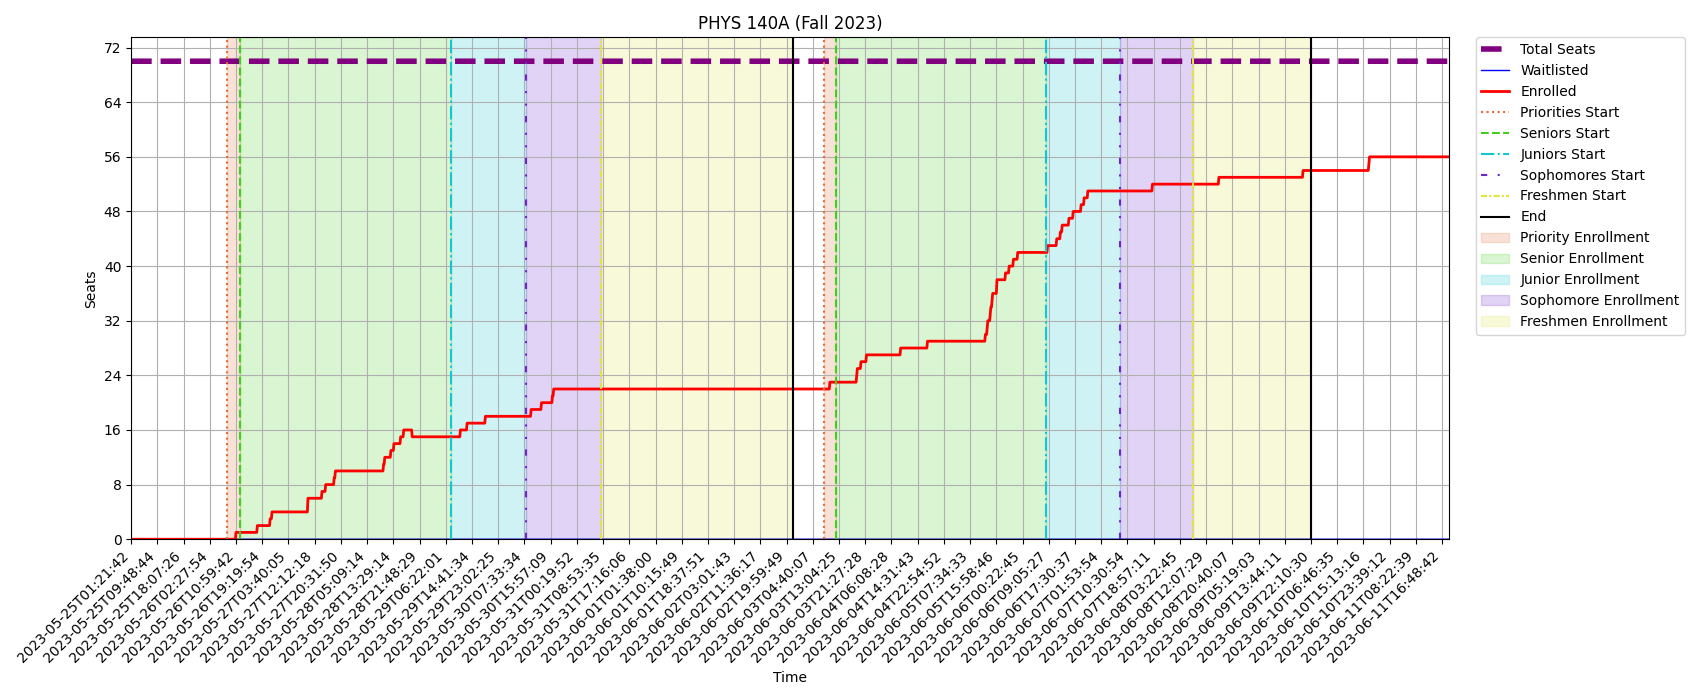 PHYS 140A (Fall 2023)
72
64
56
48
40
32
24
16
8
0
Seats
2023-05-25T01:21:42
2023-05-25T09:48:44
2023-05-25T18:07:26
2023-05-26T02:27:54
2023-05-26T10:59:42
2023-05-26T19:19:54
2023-05-27T03:40:05
2023-05-27T12:12:18
2023-05-27T20:31:50
2023-05-28T05:09:14
2023-05-28T13:29:14
2023-05-28T21:48:29
2023-05-29T06:22:01
2023-05-29T14:41:34
2023-05-29T23:02:25
2023-05-30T07:33:34
2023-05-30T15:57:09
2023-05-31T00:19:52
2023-05-31T08:53:35
2023-05-31T17:16:06
2023-06-01T01:38:00
2023-06-01T10:15:49
2023-06-01T18:37:51
2023-06-02T03:01:43
2023-06-02T11:36:17
2023-06-02T19:59:49
2023-06-03T04:40:07
2023-06-03T13:04:25
2023-06-03T21:27:28
2023-06-04T06:08:28
2023-06-04T14:31:43
2023-06-04T22:54:52
2023-06-05T07:34:33
2023-06-05T15:58:46
2023-06-06T00:22:45
2023-06-06T09:05:27
2023-06-06T17:30:37
2023-06-07T01:53:54
2023-06-07T10:30:54
2023-06-07T18:57:11
2023-06-08T03:22:45
2023-06-08T12:07:29
2023-06-08T20:40:07
2023-06-09T05:19:03
2023-06-09T13:44:11
2023-06-09T22:10:30
2023-06-10T06:46:35
2023-06-10T15:13:16
2023-06-10T23:39:12
2023-06-11T08:22:39
2023-06-11T16:48:42
Time
Total Seats
Waitlisted
Enrolled
Priorities Start
Seniors Start
Juniors Start
Sophomores Start
Freshmen Start
End
Priority Enrollment
Senior Enrollment
Junior Enrollment
Sophomore Enrollment
Freshmen Enrollment